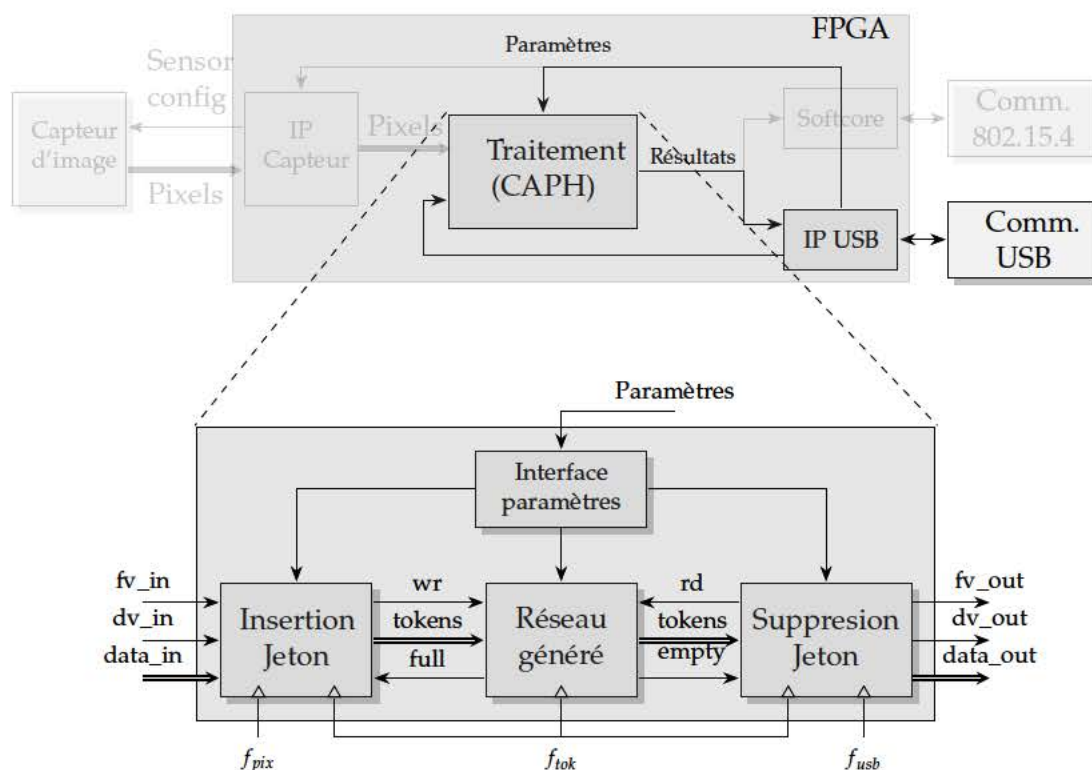 FPGA
Paramètres
Sensor
config
Capteur
d'image
Pixels
IP
Capteur
Pixels
Traitement
(CAPH)
Résultats
Softcore
Comm.
802.15.4
IP USB
Comm.
USB
Paramètres
Interface
paramètres
fv_in
dv_in
data_in
Insertion
Jeton
wr
tokens
full
Réseau
généré
rd
tokens
empty
Suppresion
Jeton
fv_out
dv_out
data_out
f_pix
f_tok
f_usb